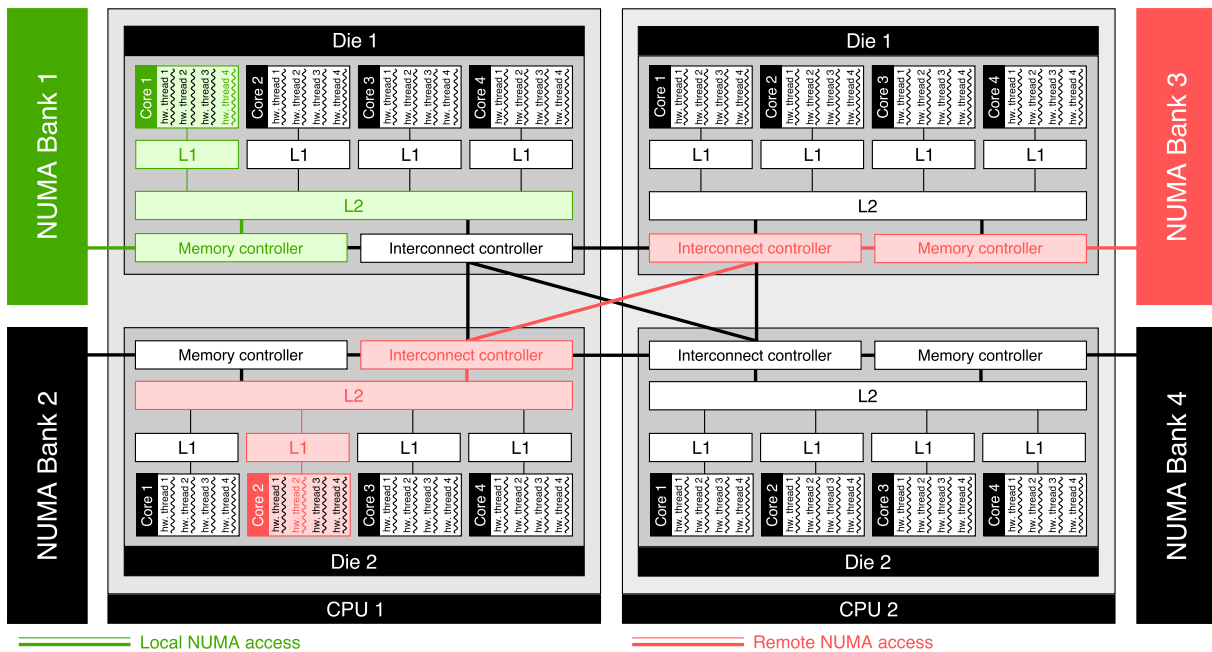 NUMA Bank 1
Die 1
Core 1
hw. thread 1
hw. thread 2
hw. thread 3
hw. thread 4
Core 2
hw. thread 1
hw. thread 2
hw. thread 3
hw. thread 4
Core 3
hw. thread 1
hw. thread 2
hw. thread 3
hw. thread 4
Core 4
hw. thread 1
hw. thread 2
hw. thread 3
hw. thread 4
L1
L1
L1
L1
L2
Memory controller
Interconnect controller
Die 1
Core 1
hw. thread 1
hw. thread 2
hw. thread 3
hw. thread 4
Core 2
hw. thread 1
hw. thread 2
hw. thread 3
hw. thread 4
Core 3
hw. thread 1
hw. thread 2
hw. thread 3
hw. thread 4
Core 4
hw. thread 1
hw. thread 2
hw. thread 3
hw. thread 4
L1
L1
L1
L1
L2
Interconnect controller
Memory controller
NUMA Bank 3
NUMA Bank 2
Memory controller
Interconnect controller
L2
L1
L1
L1
L1
Core 1
hw. thread 1
hw. thread 2
hw. thread 3
hw. thread 4
Core 2
hw. thread 1
hw. thread 2
hw. thread 3
hw. thread 4
Core 3
hw. thread 1
hw. thread 2
hw. thread 3
hw. thread 4
Core 4
hw. thread 1
hw. thread 2
hw. thread 3
hw. thread 4
Die 2
CPU 1
Interconnect controller
Memory controller
L2
L1
L1
L1
L1
Core 1
hw. thread 1
hw. thread 2
hw. thread 3
hw. thread 4
Core 2
hw. thread 1
hw. thread 2
hw. thread 3
hw. thread 4
Core 3
hw. thread 1
hw. thread 2
hw. thread 3
hw. thread 4
Core 4
hw. thread 1
hw. thread 2
hw. thread 3
hw. thread 4
Die 2
CPU 2
NUMA Bank 4
Local NUMA access
Remote NUMA access